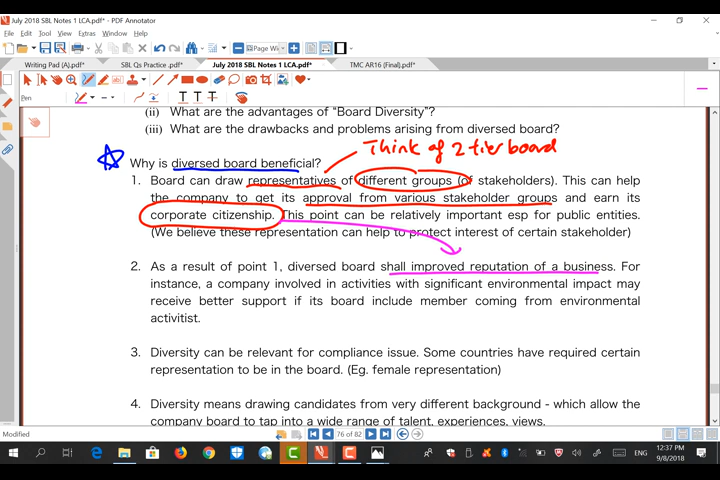 July 2018 SBL Notes 1 LCA.pdf* - PDF Annotator
File Edit Tool View Extras Window Help
Page Wi
Writing Pad (A).pdf*
SBL Qs Practice .pdf*
July 2018 SBL Notes 1 LCA.pdf*
TMC AR16 (Final).pdf*
Pen
(ii) What are the advantages of "Board Diversity"?
(iii) What are the drawbacks and problems arising from diversed board?
Think of 2 tier board
Why is diversed board beneficial?
1. Board can draw representatives of different groups (of stakeholders). This can help
the company to get its approval from various stakeholder groups and earn its
corporate citizenship. This point can be relatively important esp for public entities.
(We believe these representation can help to protect interest of certain stakeholder)
2. As a result of point 1, diversed board shall improved reputation of a business. For
instance, a company involved in activities with significant environmental impact may
receive better support if its board include member coming from environmental
activitist.
3. Diversity can be relevant for compliance issue. Some countries have required certain
representation to be in the board. (Eg. female representation)
4. Diversity means drawing candidates from very different background - which allow the
company board to tap into a wide range of talent, experiences, views.
Modified
76 of 82
ENG
12:37 PM
9/8/2018